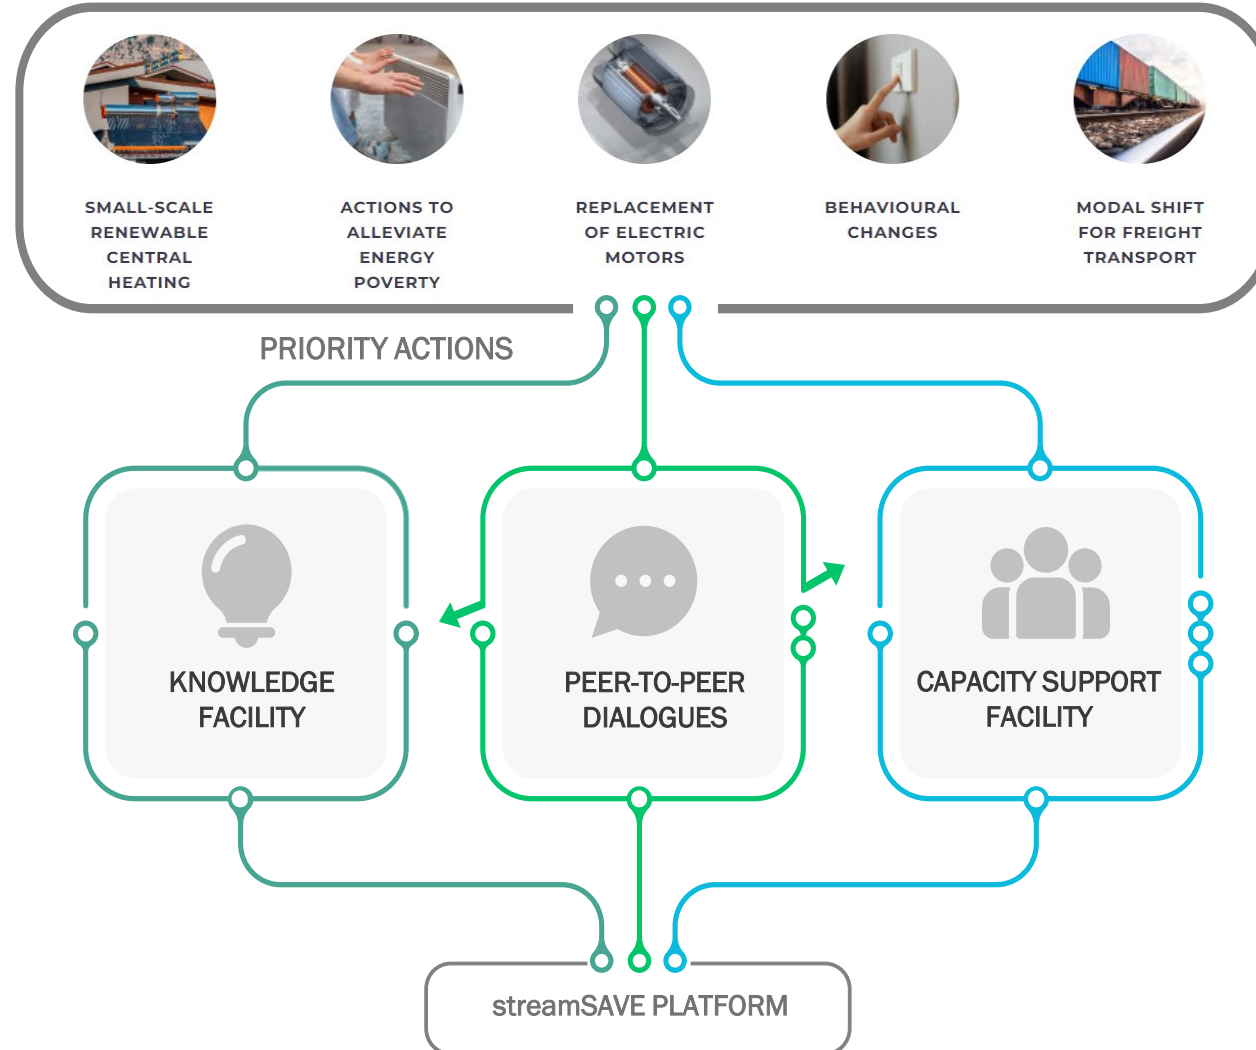 SMALL-SCALE
RENEWABLE
CENTRAL
HEATING
ACTIONS TO
ALLEVIATE
ENERGY
POVERTY
REPLACEMENT
OF ELECTRIC
MOTORS
BEHAVIOURAL
CHANGES
MODAL SHIFT
FOR FREIGHT
TRANSPORT
PRIORITY ACTIONS
KNOWLEDGE
FACILITY
PEER-TO-PEER
DIALOGUES
CAPACITY SUPPORT
FACILITY
streamSAVE PLATFORM